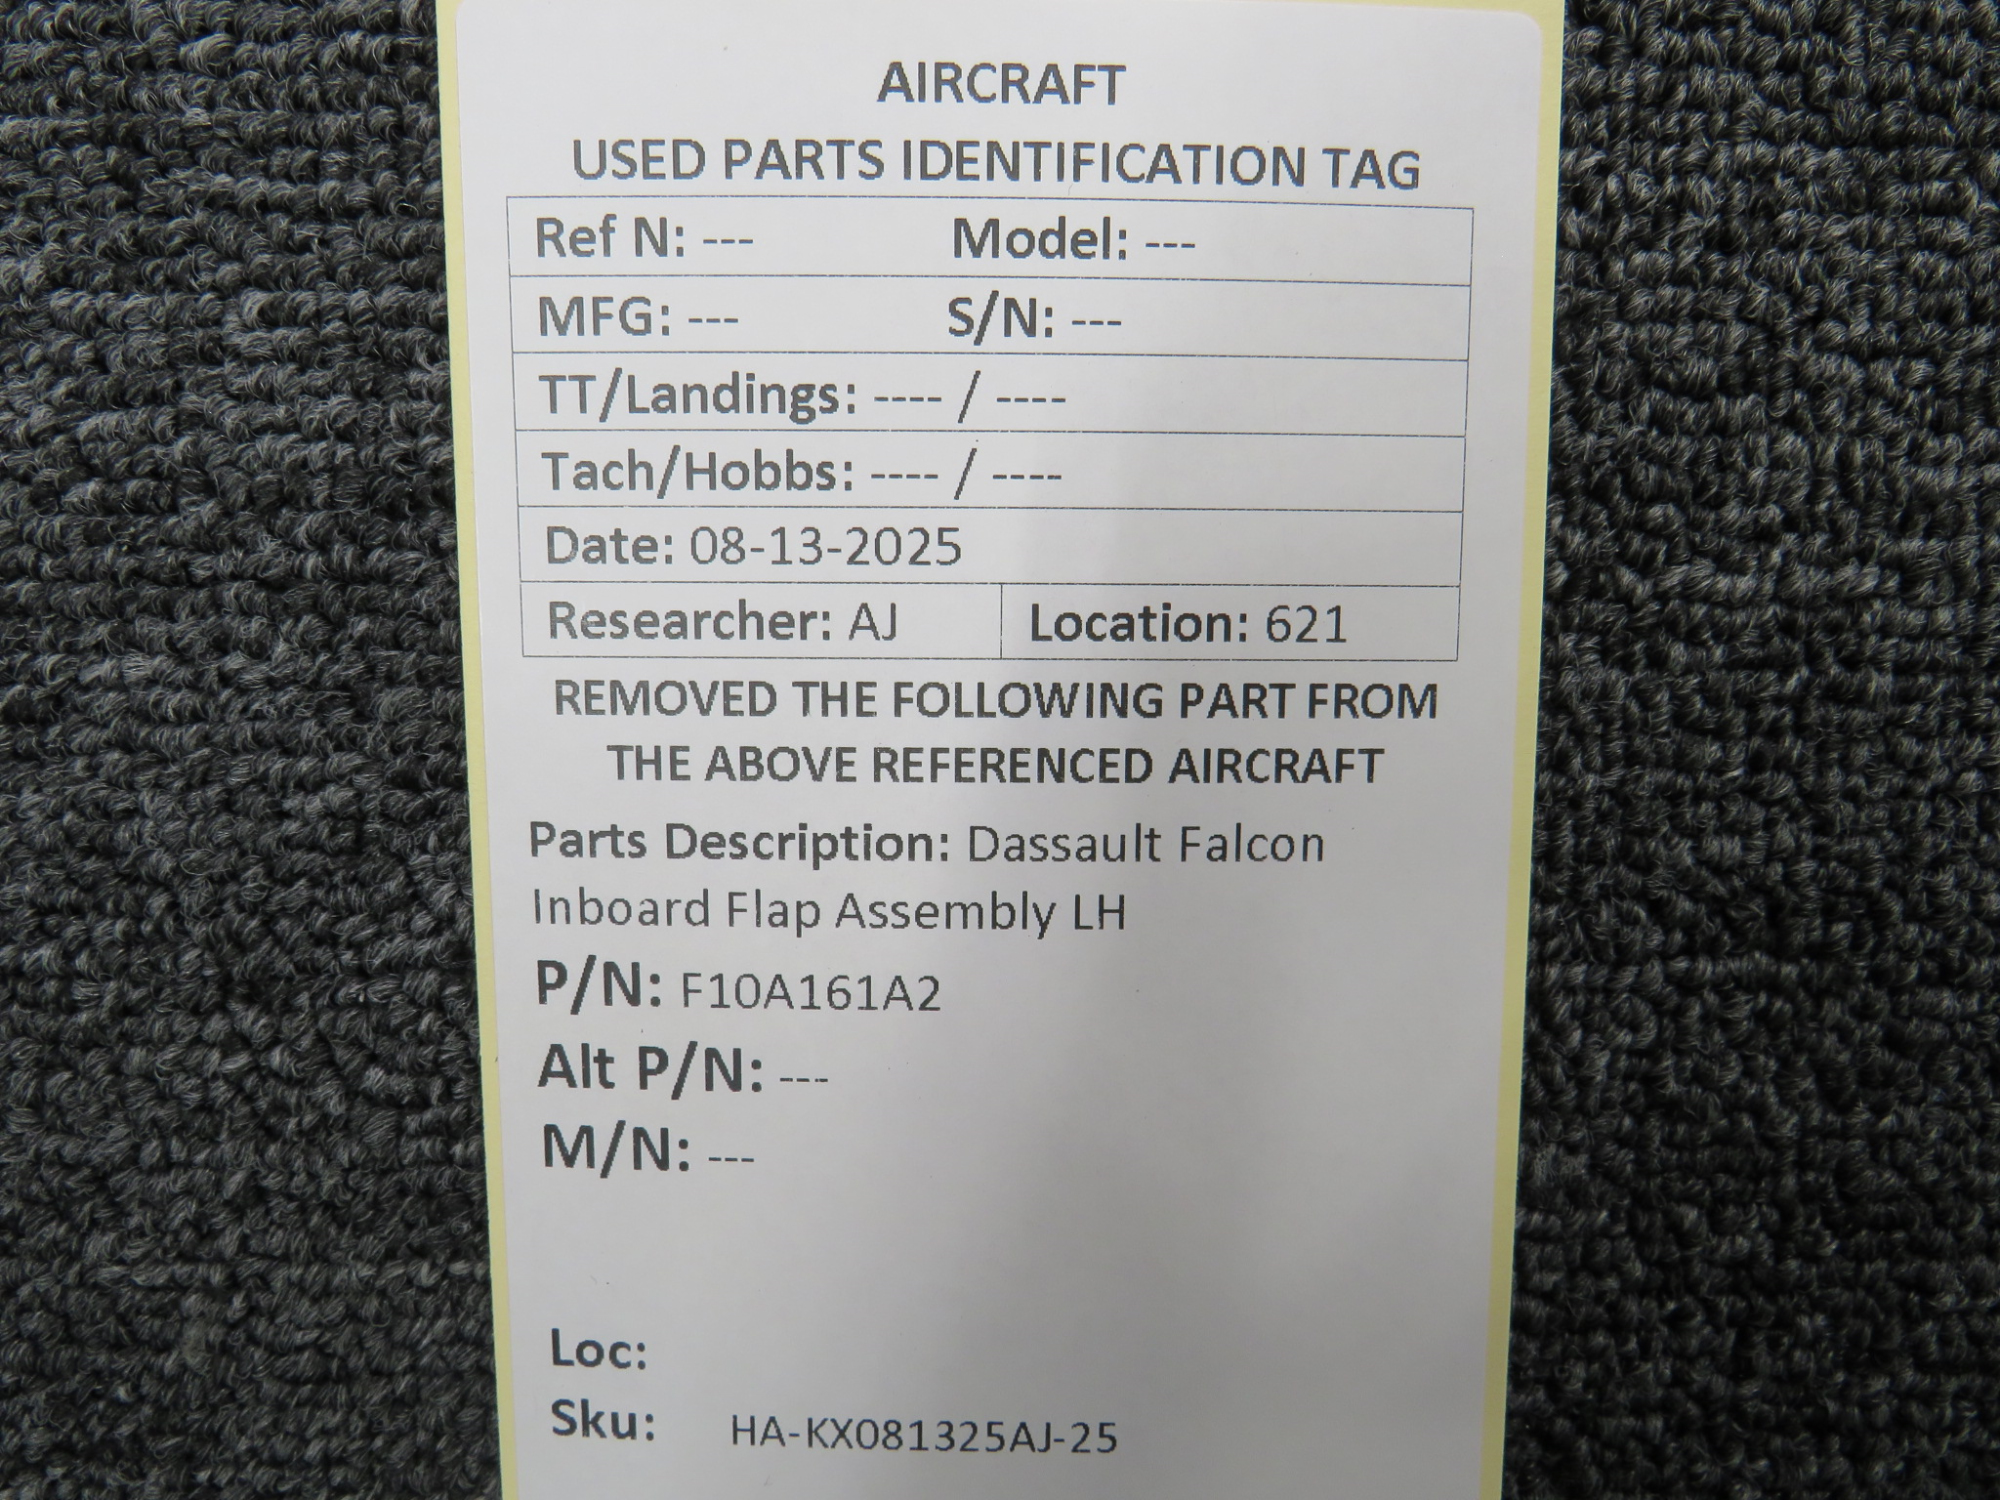 AIRCRAFT
USED PARTS IDENTIFICATION TAG
Ref N: --- Model: ---
MFG: --- S/N: ---
TT/Landings: ---- / ----
Tach/Hobbs: ---- / ----
Date: 08-13-2025
Researcher: AJ Location: 621
REMOVED THE FOLLOWING PART FROM
THE ABOVE REFERENCED AIRCRAFT
Parts Description: Dassault Falcon
Inboard Flap Assembly LH
P/N: F10A161A2
Alt P/N: ---
M/N: ---
Loc:
Sku: HA-KX081325AJ-25